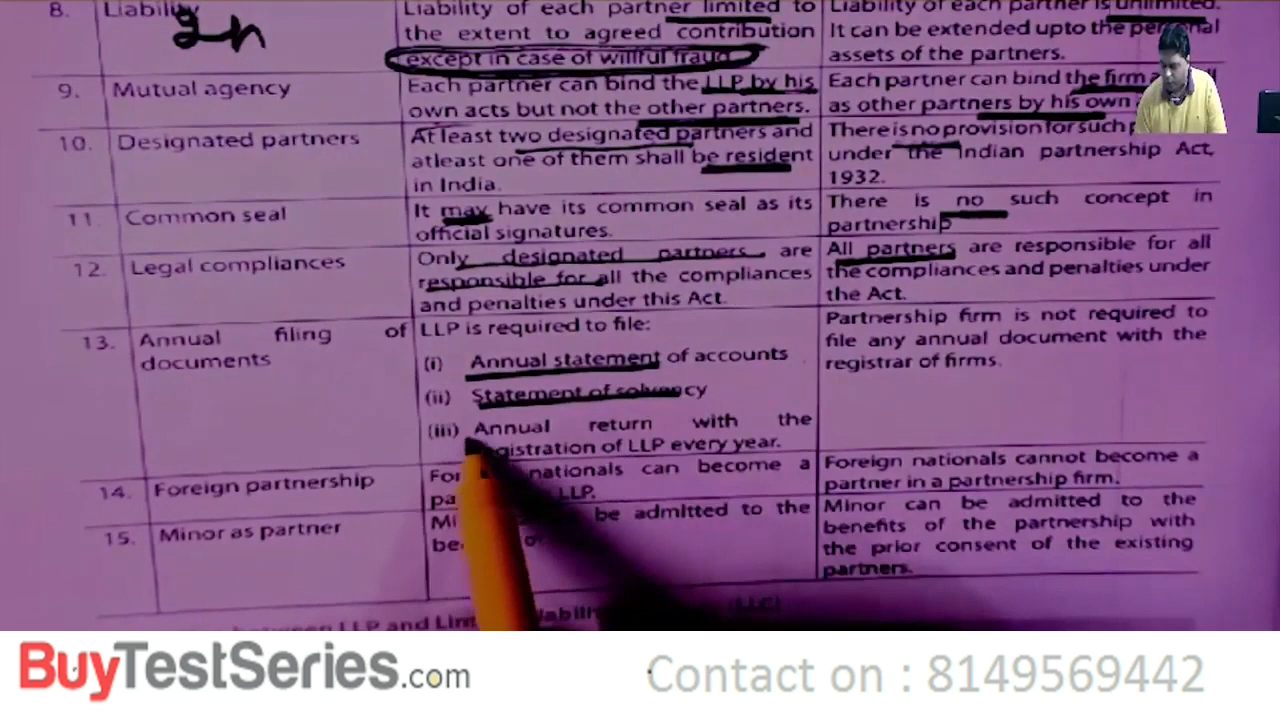 8. Liability Liability of each partner limited to Liability of each partner is unlimited.
the extent to agreed contribution It can be extended upto the personal
except in case of willful fraud assets of the partners.
9. Mutual agency Each partner can bind the LLP by his Each partner can bind the firm
own acts but not the other partners. as other partners by his own
10. Designated partners At least two designated partners and There is no provision for such
atleast one of them shall be resident under the Indian partnership Act,
in India. 1932.
11. Common seal It may have its common seal as its There is no such concept in
official signatures. partnership
12. Legal compliances Only designated partners are All partners are responsible for all
responsible for all the compliances the compliances and penalties under
and penalties under this Act. the Act.
13. Annual filing of LLP is required to file: Partnership firm is not required to
documents (i) Annual statement of accounts file any annual document with the
(ii) Statement of solvency registrar of firms.
(iii) Annual return with the
registration of LLP every year.
14. Foreign partnership nationals can become a Foreign nationals cannot become a
LLP. partner in a partnership firm.
15. Minor as partner be admitted to the Minor can be admitted to the
benefits of the partnership with
the prior consent of the existing
partners.
between LLP and
BuyTestSeries.com Contact on : 8149569442